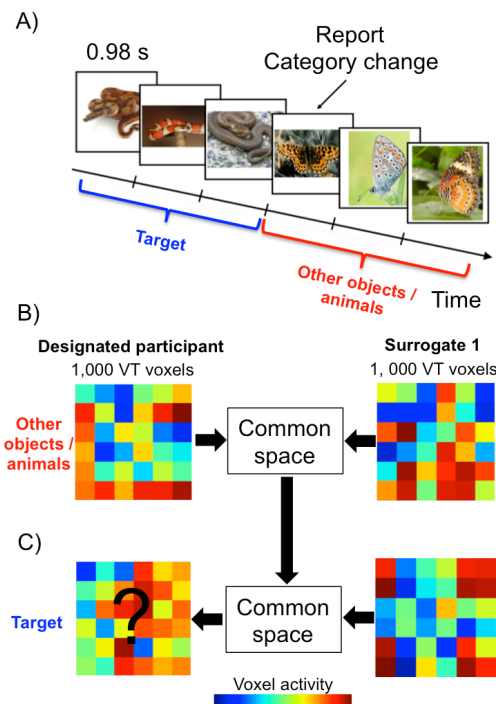 A)
0.98 s
Report
Category change
Target
Other objects /
animals
Time
B)
Designated participant
1,000 VT voxels
Surrogate 1
1, 000 VT voxels
Other
objects /
animals
Common
space
C)
Target
?
Common
space
Voxel activity